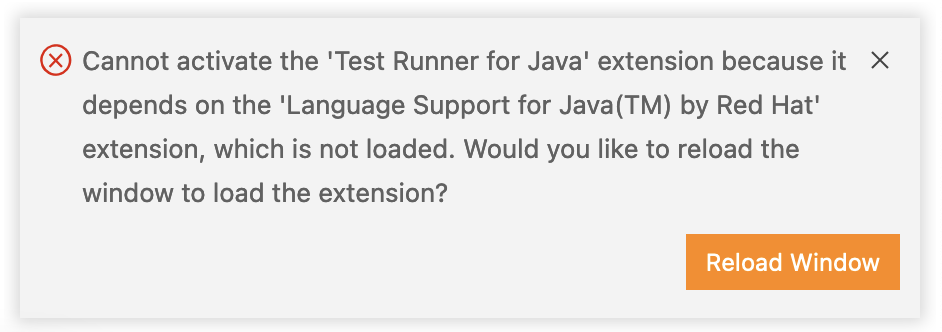 Cannot activate the 'Test Runner for Java' extension because it
depends on the 'Language Support for Java(TM) by Red Hat'
extension, which is not loaded. Would you like to reload the
window to load the extension?
Reload Window